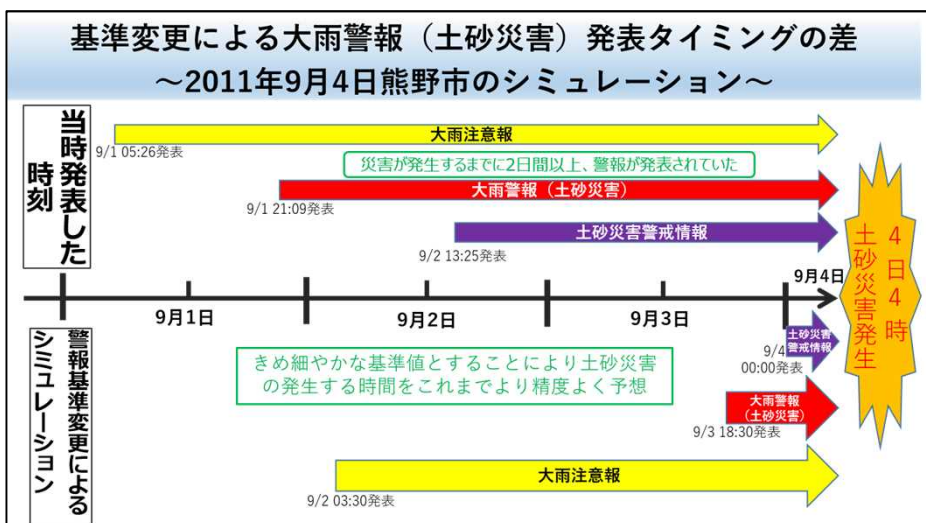 基準変更による大雨警報（土砂災害）発表タイミングの差
～2011年9月4日熊野市のシミュレーション～
当時発表した
時刻
大雨注意報
9/1 05:26発表
災害が発生するまでに2日間以上、警報が発表されていた
大雨警報（土砂災害）
9/1 21:09発表
土砂災害警戒情報
9/2 13:25発表
4日4時
土砂災害発生
9月1日
9月2日
9月3日
9月4日
警報基準変更による
シミュレーション
土砂災害
警戒情報
9/4
00:00発表
きめ細やかな基準値とすることにより土砂災害
の発生する時間をこれまでより精度よく予想
大雨警報
（土砂災害）
9/3 18:30発表
大雨注意報
9/2 03:30発表